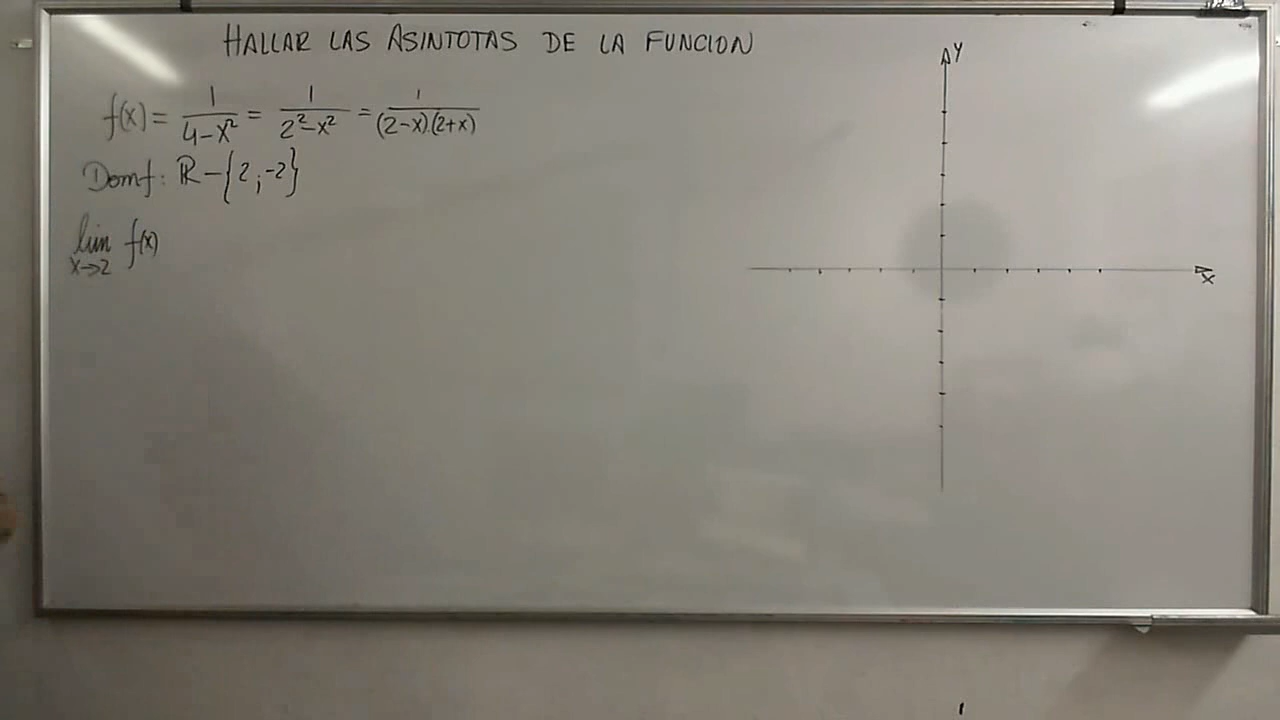 HALLAR LAS ASINTOTAS DE LA FUNCION
f(x) = 1/(4-x²) = 1/(2²-x²) = 1/((2-x).(2+x))
Domf: ℝ-{2;-2}
lim x→2 f(x)
y
x